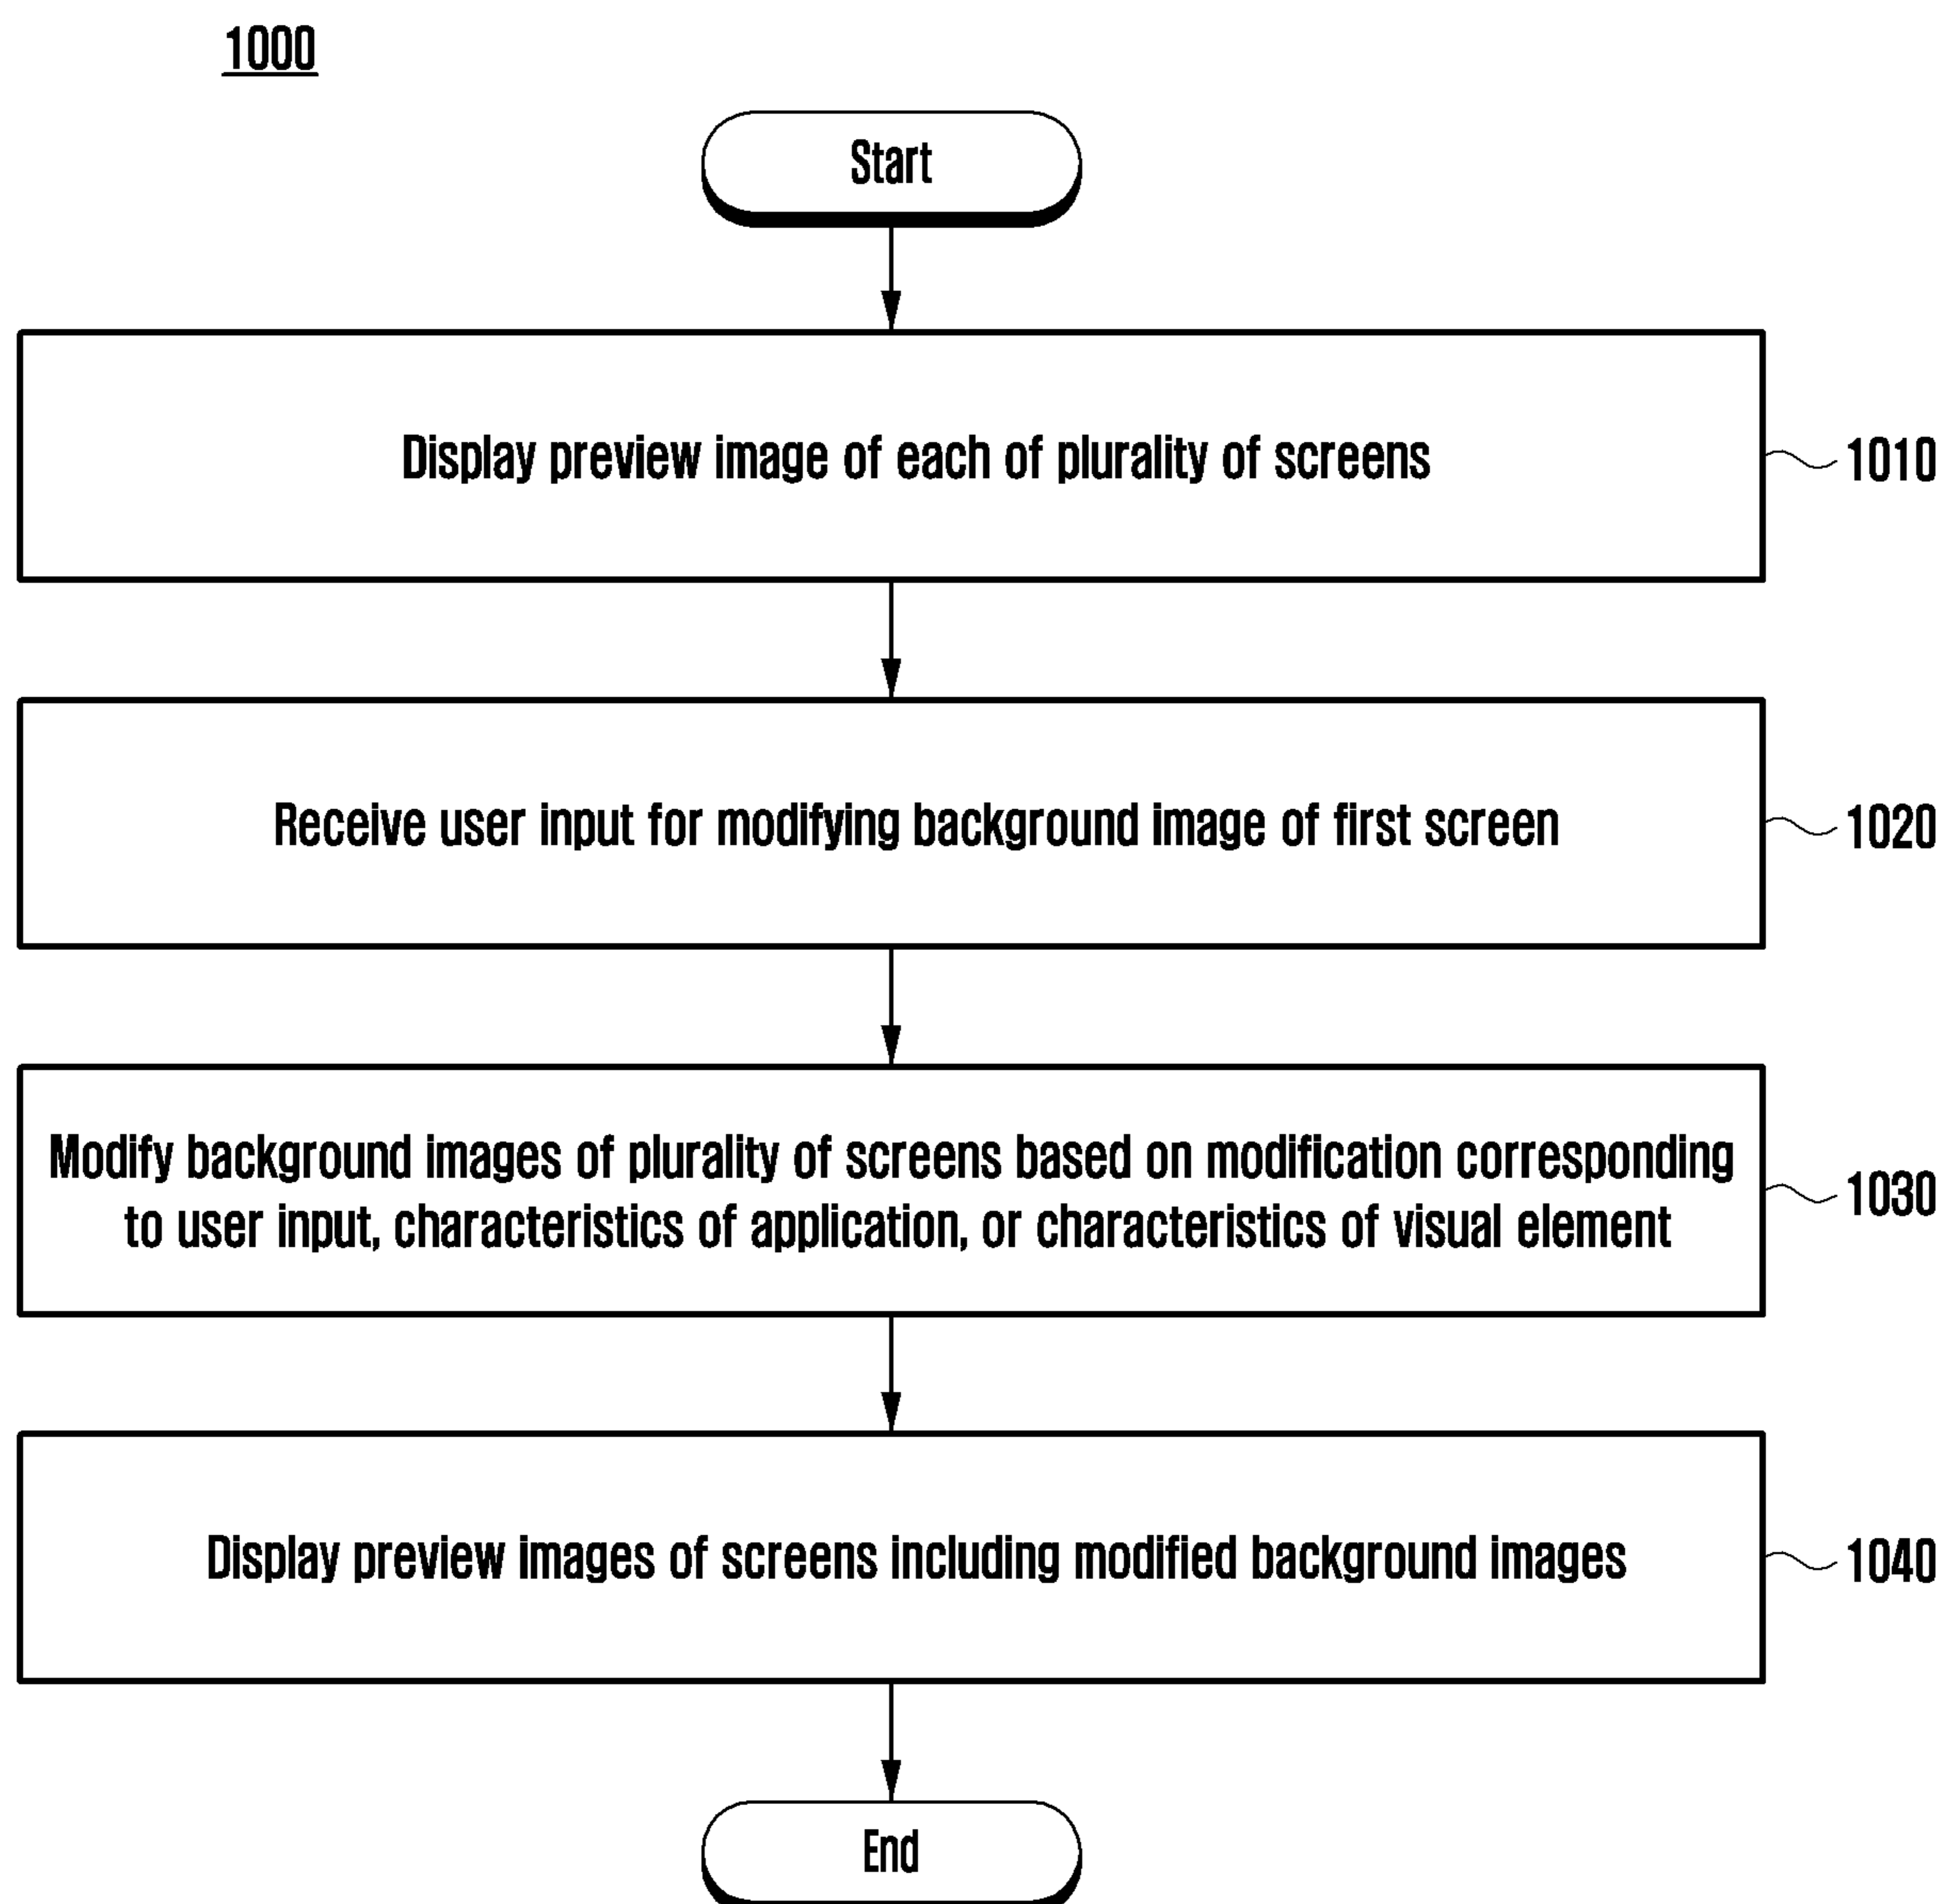 1000
Start
Display preview image of each of plurality of screens
1010
Receive user input for modifying background image of first screen
1020
Modify background images of plurality of screens based on modification corresponding
to user input, characteristics of application, or characteristics of visual element
1030
Display preview images of screens including modified background images
1040
End